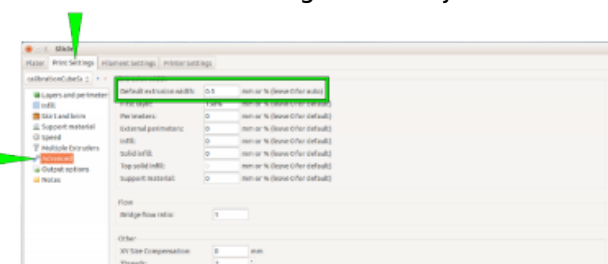 Slic3r
Plater Print Settings Filament Settings Printer Settings
Layers and perimeters
Infill
Skirt and brim
Support material
Speed
Multiple Extruders
Advanced
Output options
Notes
Default extrusion width: 0.5 mm or % (leave 0 for auto)
First layer: mm or % (leave 0 for default)
Perimeters: 0 mm or % (leave 0 for default)
External perimeters: 0 mm or % (leave 0 for default)
Infill: 0 mm or % (leave 0 for default)
Solid infill: 0 mm or % (leave 0 for default)
Top solid infill: mm or % (leave 0 for default)
Support material: 0 mm or % (leave 0 for default)
Flow
Bridge flow ratio: 1
Other
XY Size Compensation: 0 mm
Threads: